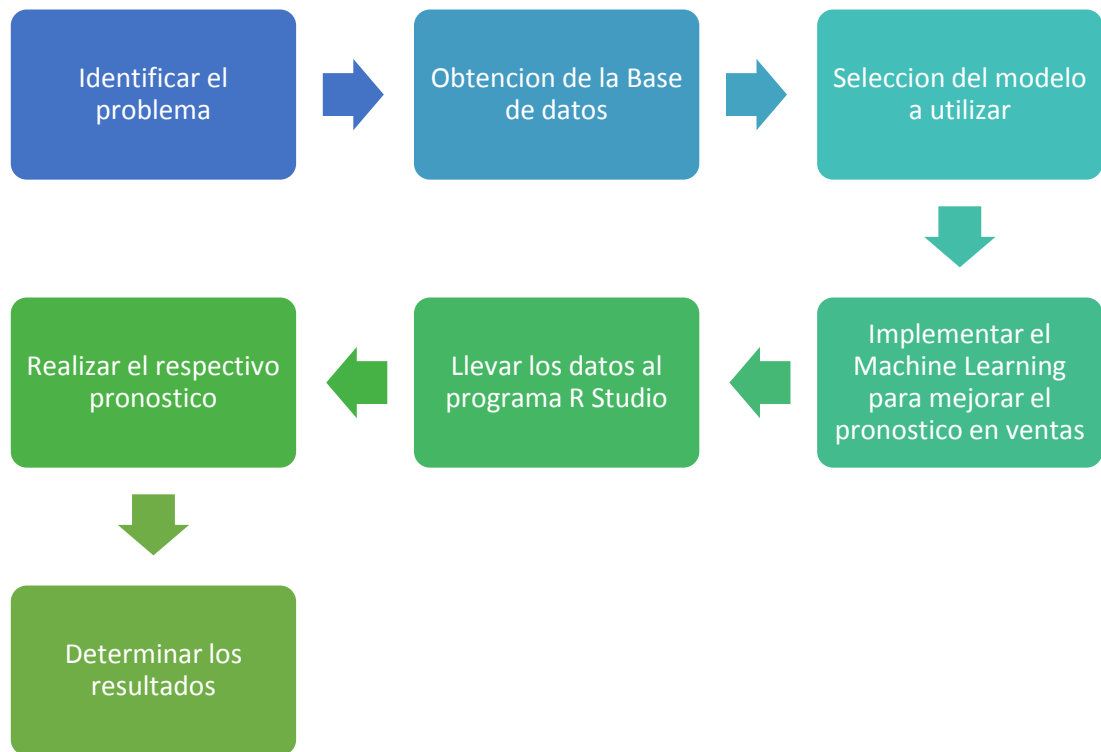 Identificar el
problema
Obtencion de la Base
de datos
Seleccion del modelo
a utilizar
Implementar el
Machine Learning
para mejorar el
pronostico en ventas
Llevar los datos al
programa R Studio
Realizar el respectivo
pronostico
Determinar los
resultados